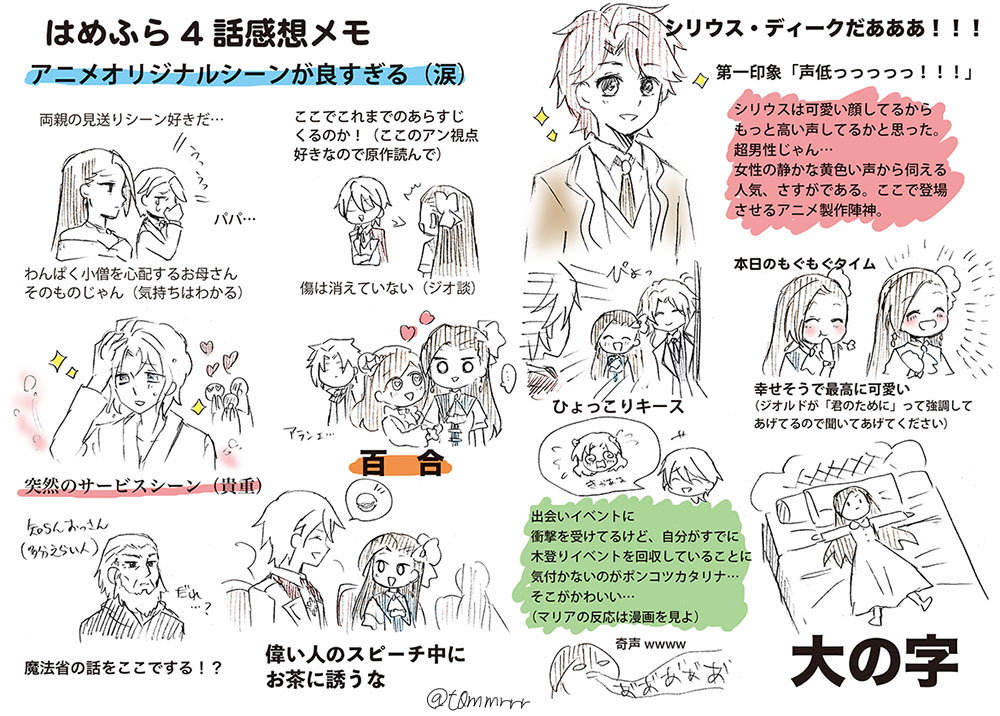 はめふら4話感想メモ
アニメオリジナルシーンが良すぎる（涙）
両親の見送りシーン好きだ…
パパ…
わんぱく小僧を心配するお母さん
そのものじゃん（気持ちはわかる）
ここでこれまでのあらすじ
くるのか！（ここのアン視点
好きなので原作読んで）
傷は消えていない（ジオ談）
突然のサービスシーン（貴重）
アランェ…
百合
知らんおっさん
（多分えらい人）
だれ
…?
魔法省の話をここでする！？
偉い人のスピーチ中に
お茶に誘うな
シリウス・ディークだあああ！！！
第一印象「声低っっっっっ！！！」
シリウスは可愛い顔してるから
もっと高い声してるかと思った。
超男性じゃん…
女性の静かな黄色い声から伺える
人気、さすがである。ここで登場
させるアニメ製作陣神。
ぴょっ
ひょっこりキース
本日のもぐもぐタイム
幸せそうで最高に可愛い
（ジオルドが「君のために」って強調して
あげてるので聞いてあげてください）
出会いイベントに
衝撃を受けてるけど、自分がすでに
木登りイベントを回収していることに
気付かないのがポンコツカタリナ…
そこがかわいい…
（マリアの反応は漫画を見よ）
奇声wwww
あ゛あ゛あ゛あ゛お゛
大の字
@t0mmrrr